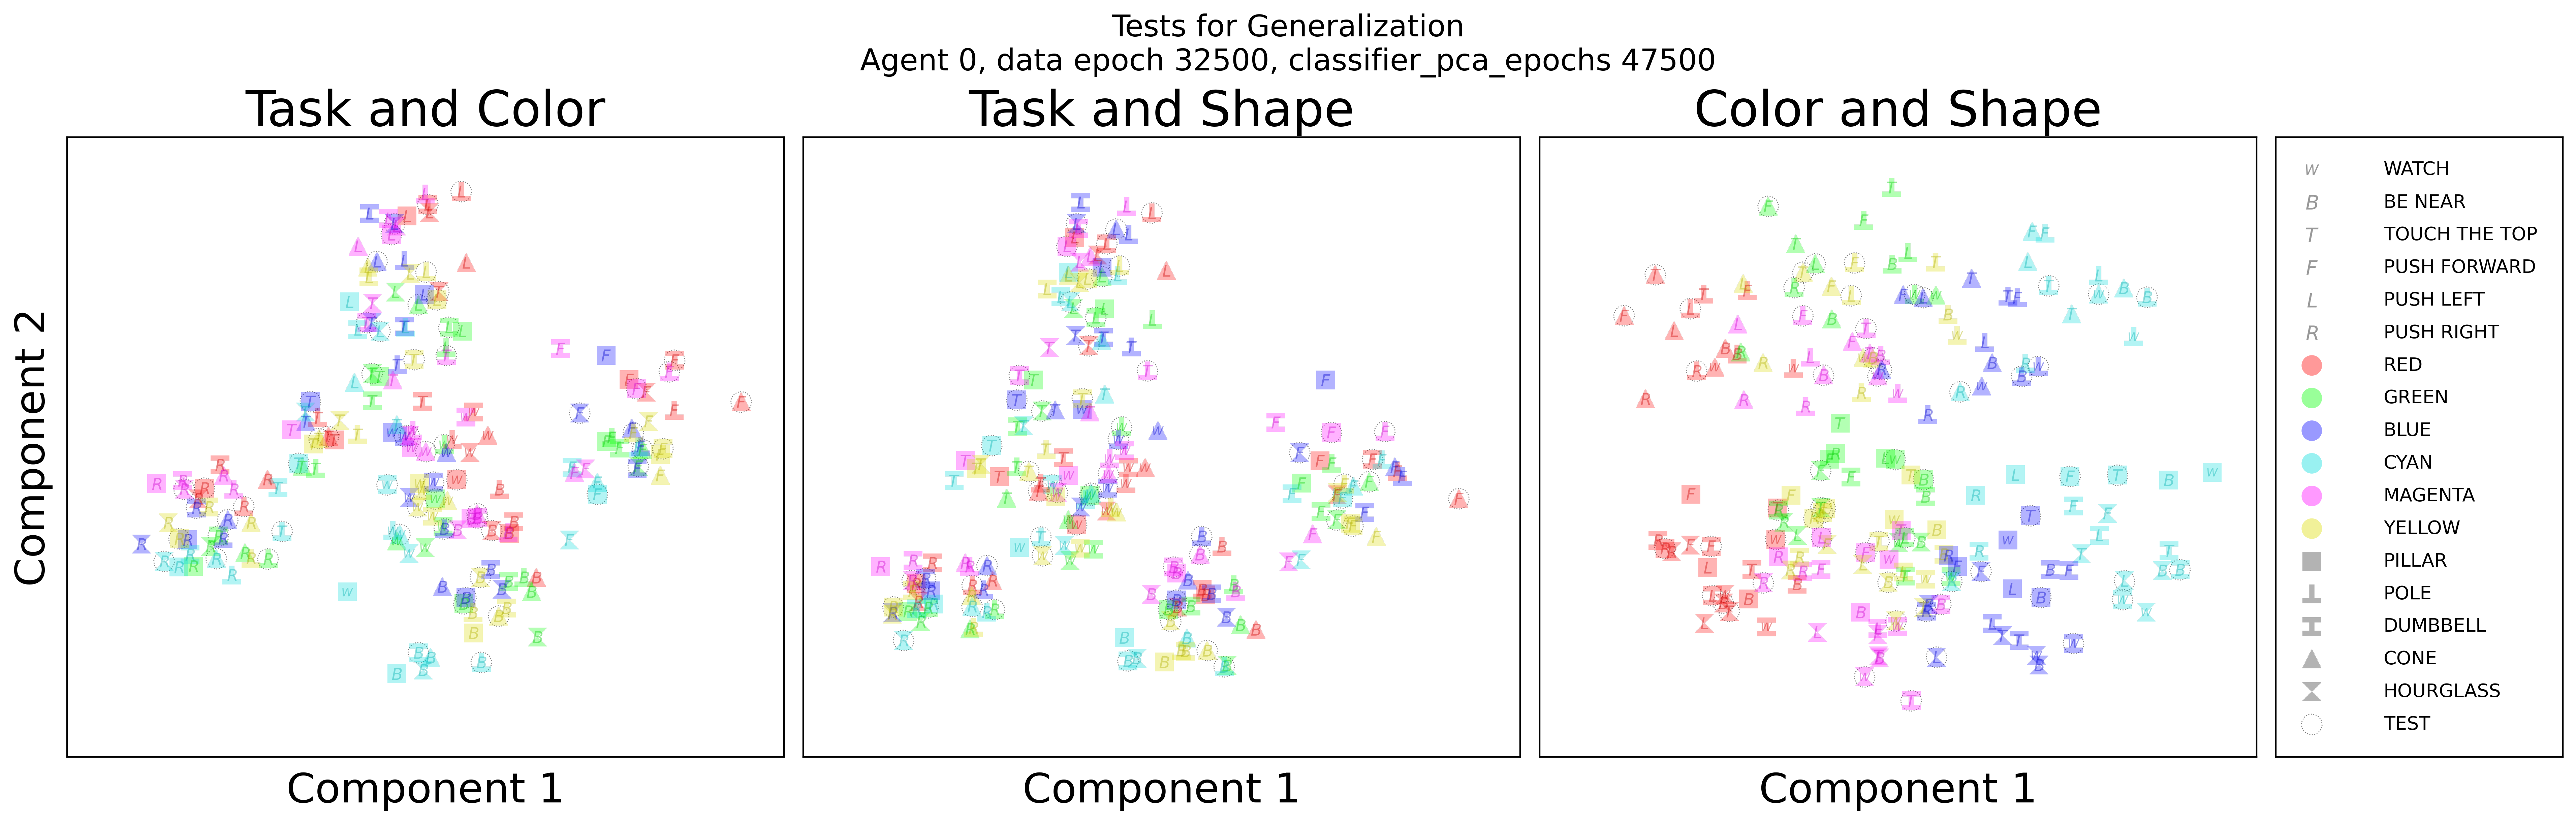 Tests for Generalization
Agent 0, data epoch 32500, classifier_pca_epochs 47500
Task and Color
Task and Shape
Color and Shape
Component 2
Component 1
Component 1
Component 1
W WATCH
B BE NEAR
T TOUCH THE TOP
F PUSH FORWARD
L PUSH LEFT
R PUSH RIGHT
RED
GREEN
BLUE
CYAN
MAGENTA
YELLOW
PILLAR
POLE
DUMBBELL
CONE
HOURGLASS
TEST